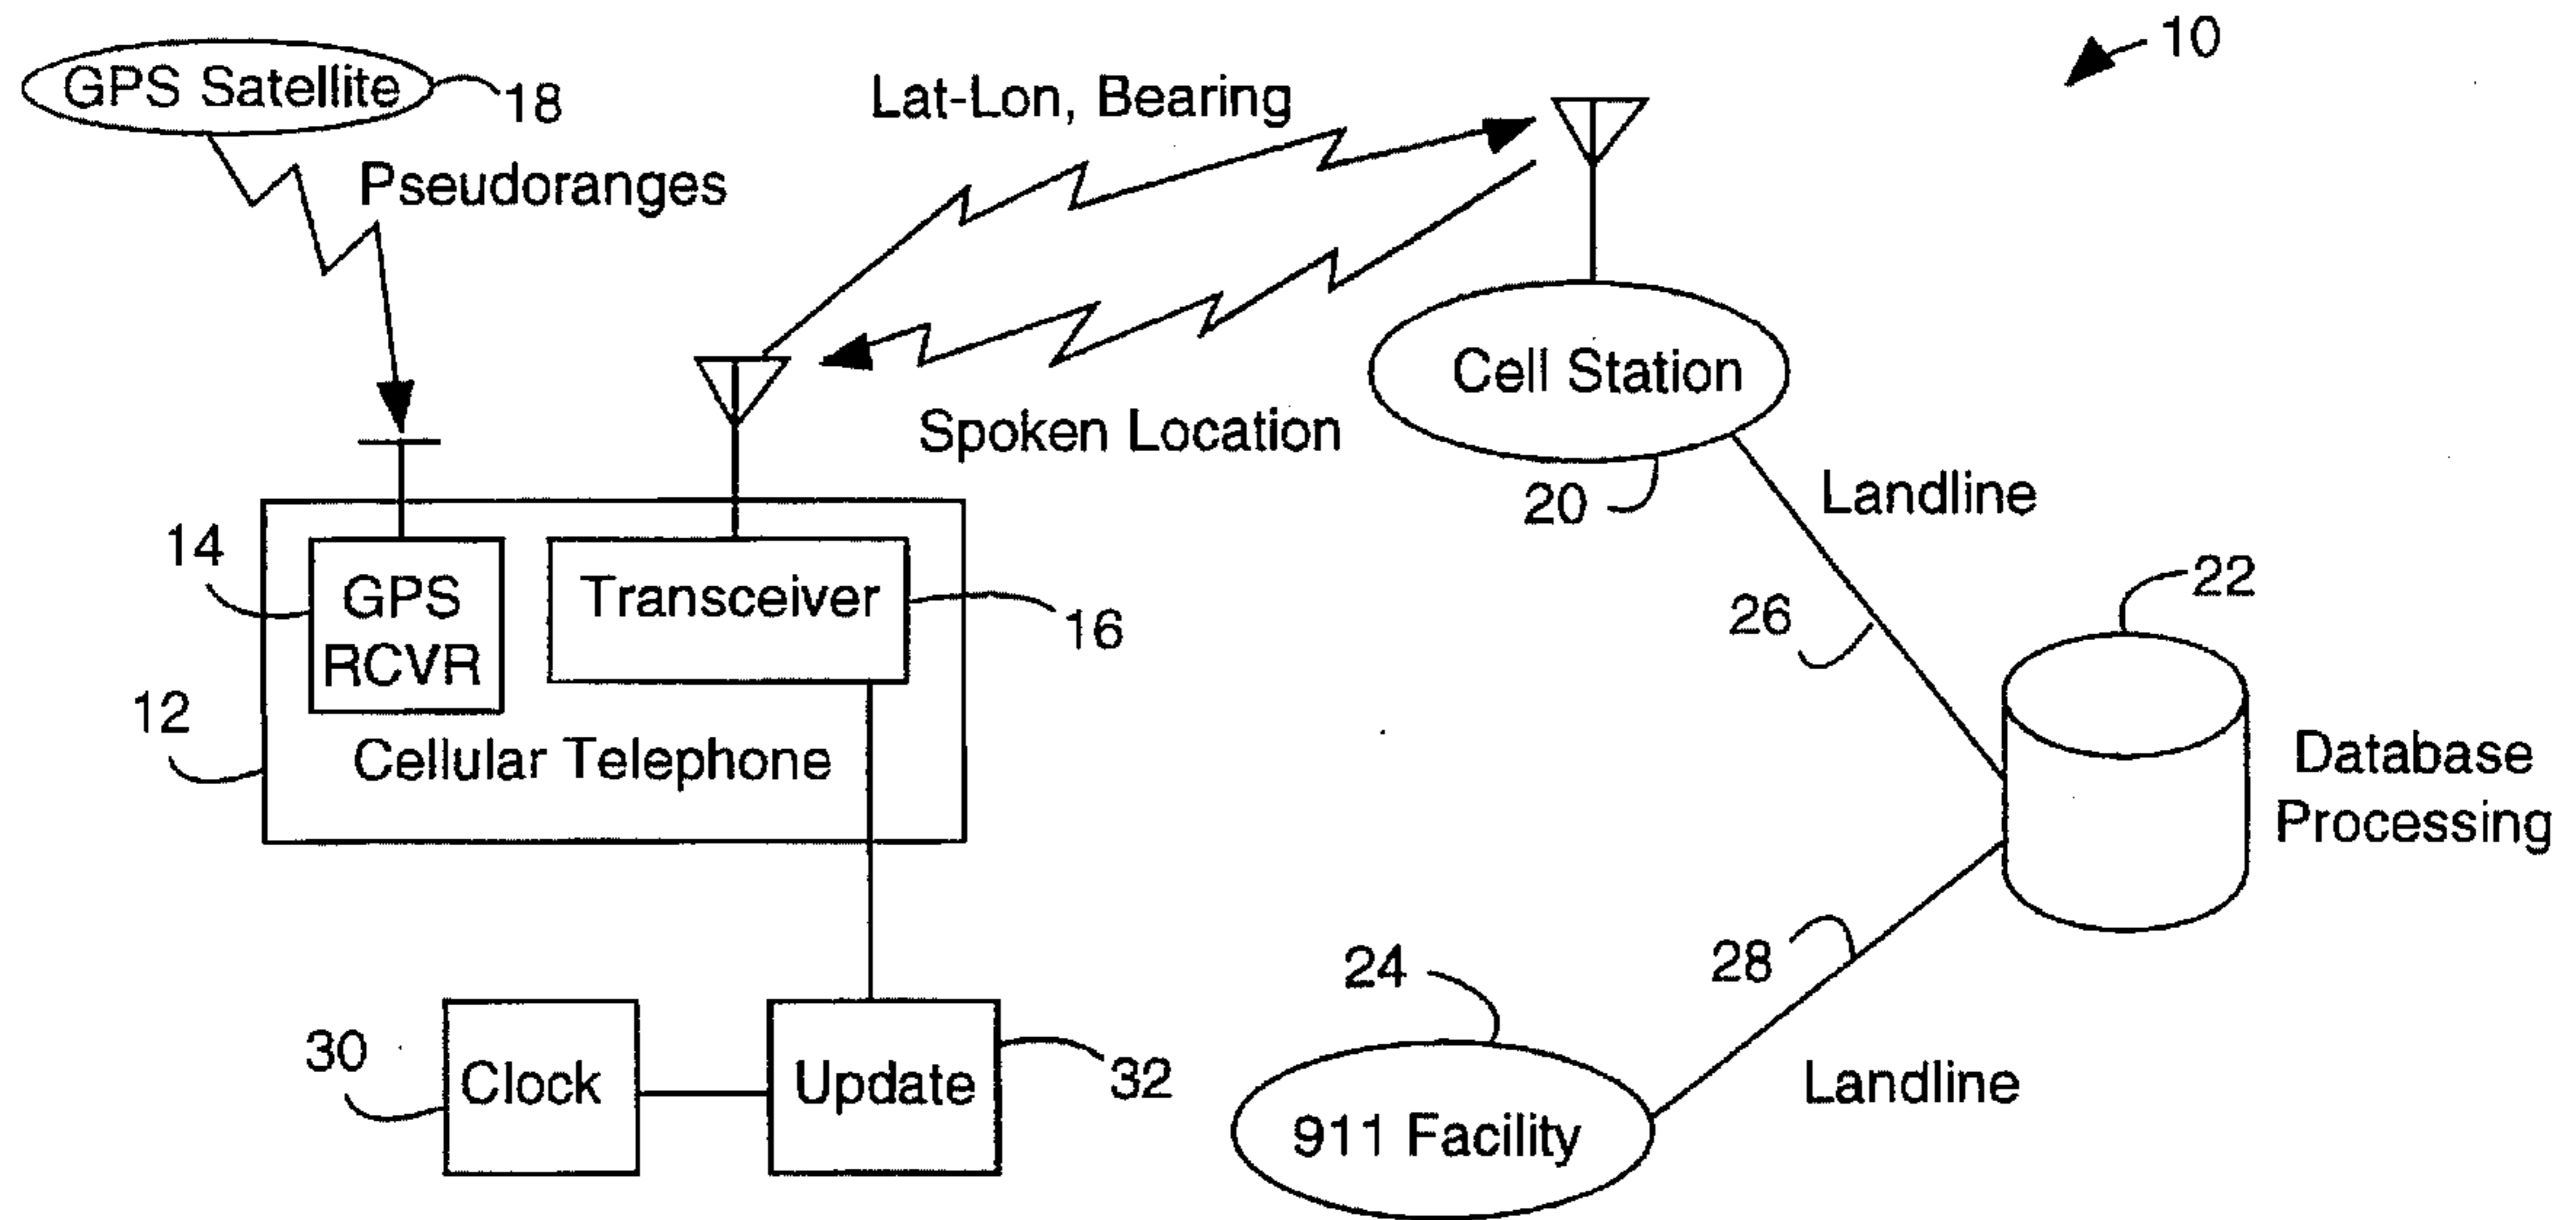 10
GPS Satellite
18
Lat-Lon, Bearing
Pseudoranges
Cell Station
Spoken Location
20
Landline
14
GPS
RCVR
Transceiver
16
26
22
12
Cellular Telephone
Database
Processing
24
28
30
Clock
Update
32
Landline
911 Facility